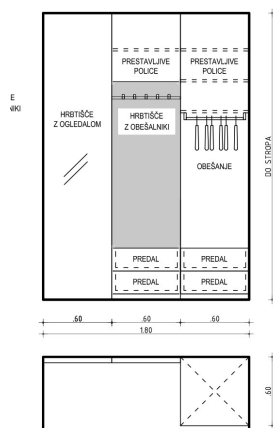 PRESTAVLJIVE
POLICE
PRESTAVLJIVE
POLICE
E
NIKI
HRBTIŠČE
Z OGLEDALOM
HRBTIŠČE
Z OBEŠALNIKI
OBEŠANJE
DO STROPA
PREDAL
PREDAL
PREDAL
PREDAL
.60
.60
.60
1.80
.60